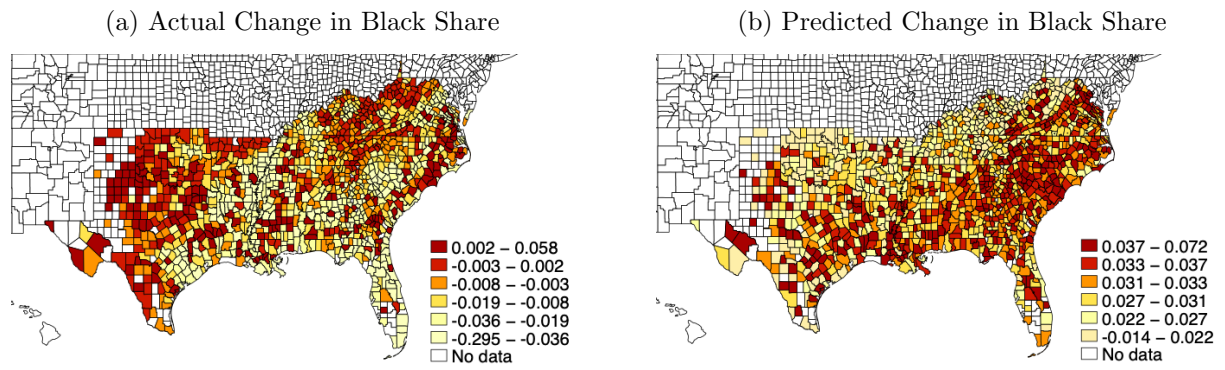 (a) Actual Change in Black Share
0.002 – 0.058
-0.003 – 0.002
-0.008 – -0.003
-0.019 – -0.008
-0.036 – -0.019
-0.295 – -0.036
No data
(b) Predicted Change in Black Share
0.037 – 0.072
0.033 – 0.037
0.031 – 0.033
0.027 – 0.031
0.022 – 0.027
-0.014 – 0.022
No data